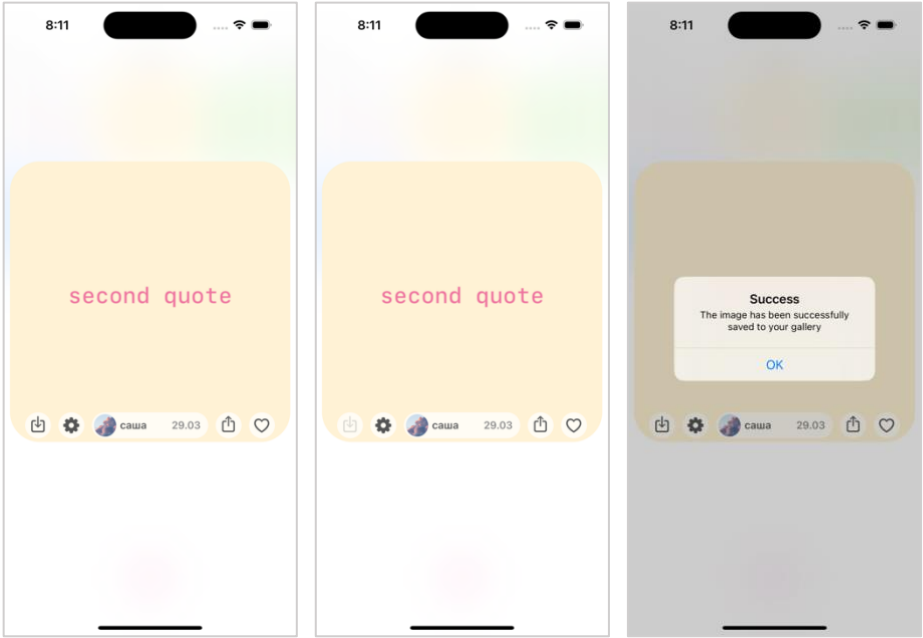 8:11
second quote
саша 29.03
8:11
second quote
саша 29.03
8:11
Success
The image has been successfully
saved to your gallery
OK
саша 29.03